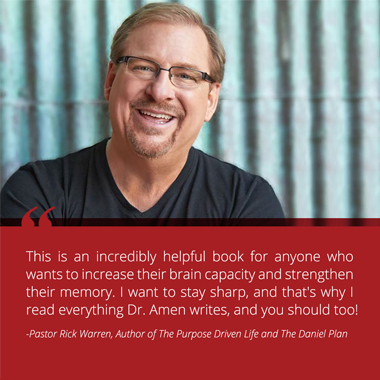 “
This is an incredibly helpful book for anyone who
wants to increase their brain capacity and strengthen
their memory. I want to stay sharp, and that's why I
read everything Dr. Amen writes, and you should too!
-Pastor Rick Warren, Author of The Purpose Driven Life and The Daniel Plan